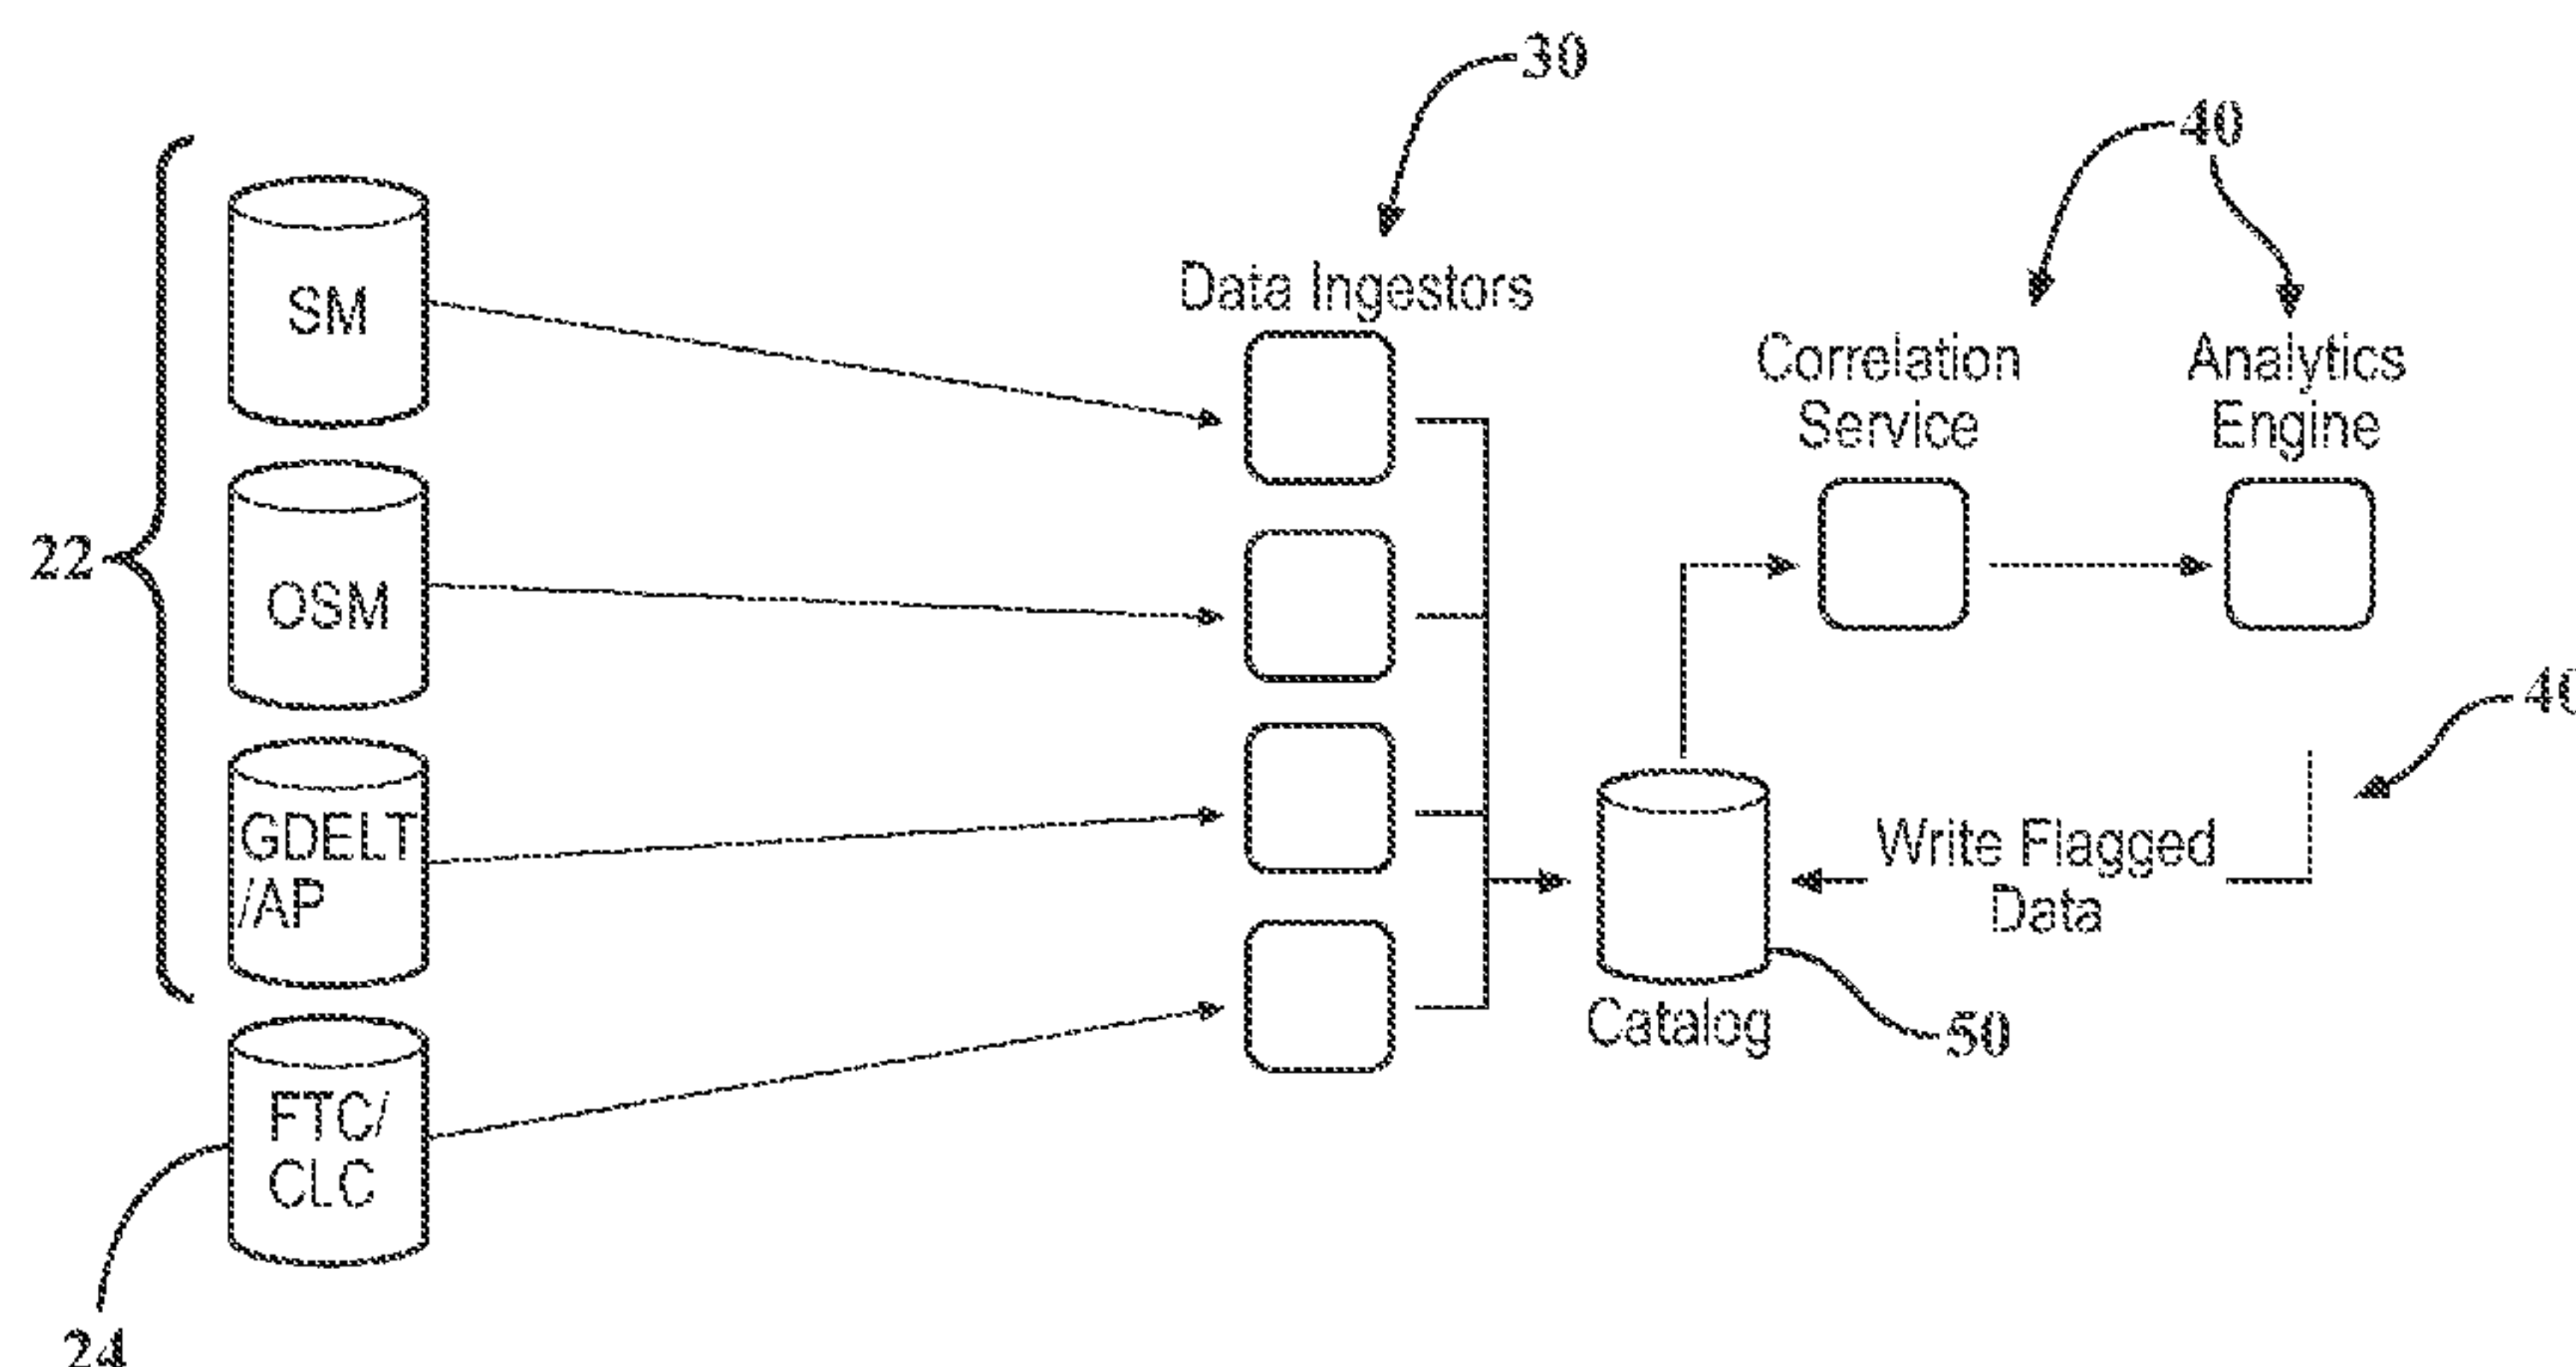 30
40
Data Ingestors
SM
Correlation
Service
Analytics
Engine
22
OSM
40
GDELT
/AP
Write Flagged
Data
Catalog
50
FTC/
CLC
24